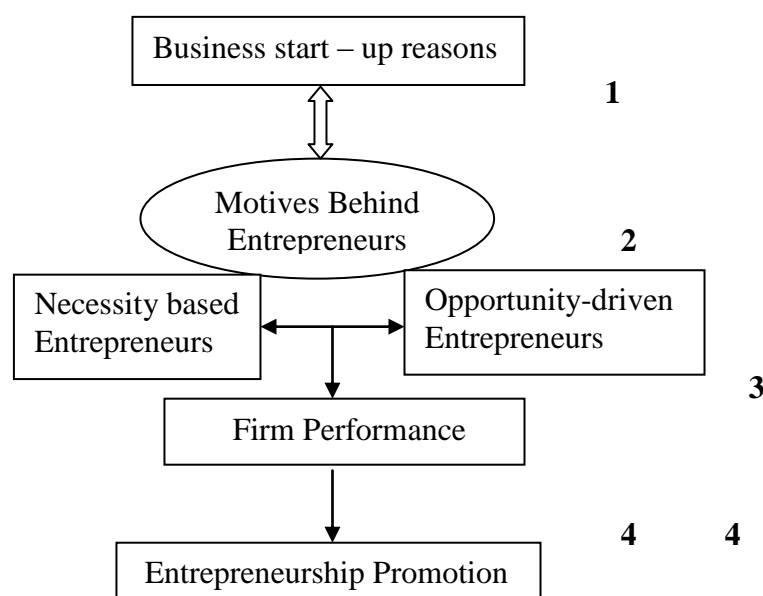 Business start – up reasons
1
Motives Behind
Entrepreneurs
2
Necessity based
Entrepreneurs
Opportunity-driven
Entrepreneurs
3
Firm Performance
4 4
Entrepreneurship Promotion